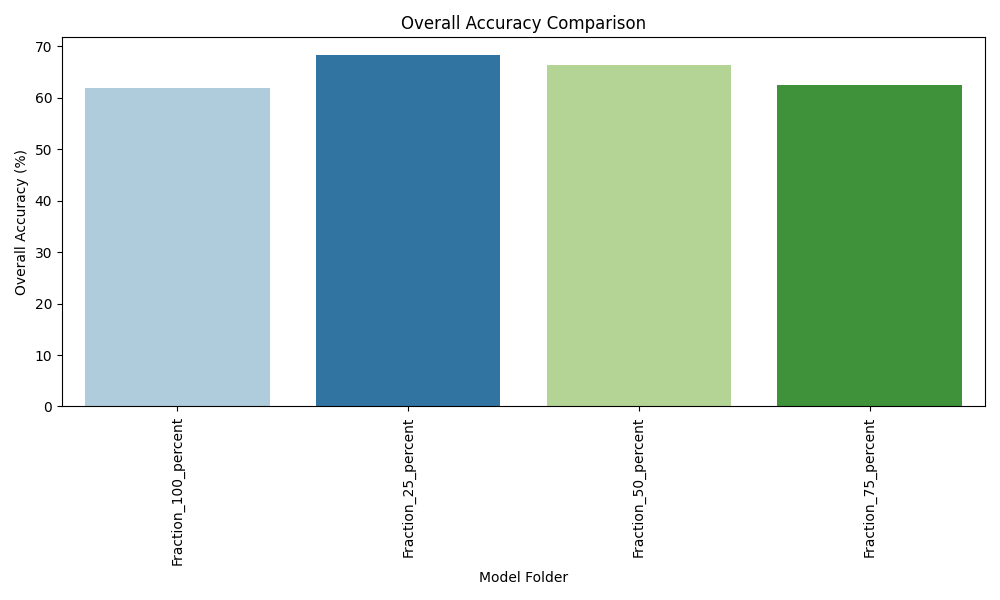 Overall Accuracy Comparison
Overall Accuracy (%)
70
60
50
40
30
20
10
0
Fraction_100_percent
Fraction_25_percent
Fraction_50_percent
Fraction_75_percent
Model Folder